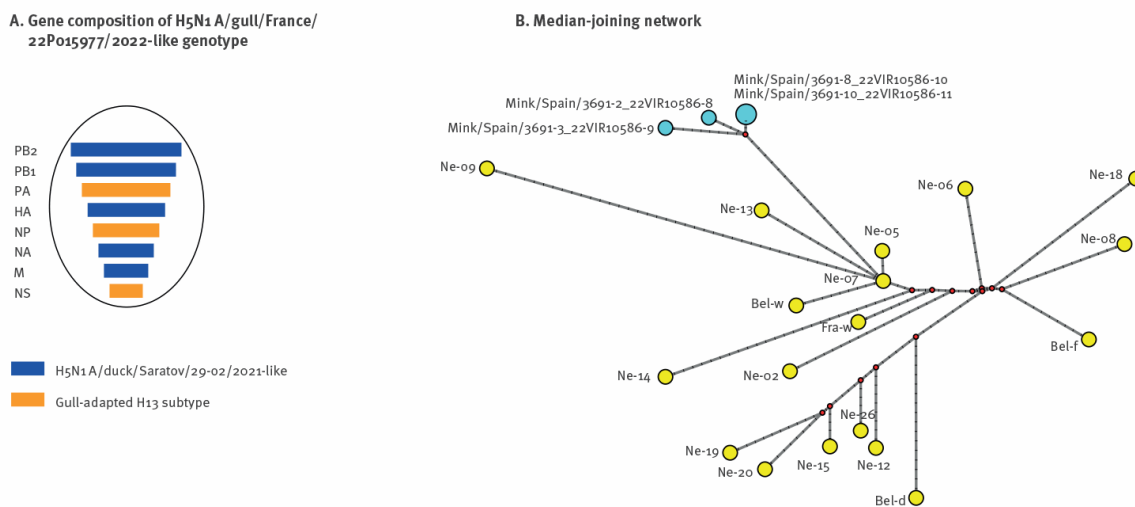 A. Gene composition of H5N1 A/gull/France/
22P015977/2022-like genotype
PB2
PB1
PA
HA
NP
NA
M
NS
H5N1 A/duck/Saratov/29-02/2021-like
Gull-adapted H13 subtype
B. Median-joining network
Mink/Spain/3691-8_22VIR10586-10
Mink/Spain/3691-10_22VIR10586-11
Mink/Spain/3691-2_22VIR10586-8
Mink/Spain/3691-3_22VIR10586-9
Ne-09
Ne-18
Ne-06
Ne-13
Ne-05
Ne-08
Ne-07
Bel-w
Fra-w
Bel-f
Ne-14
Ne-02
Ne-26
Ne-19
Ne-20
Ne-15
Ne-12
Bel-d